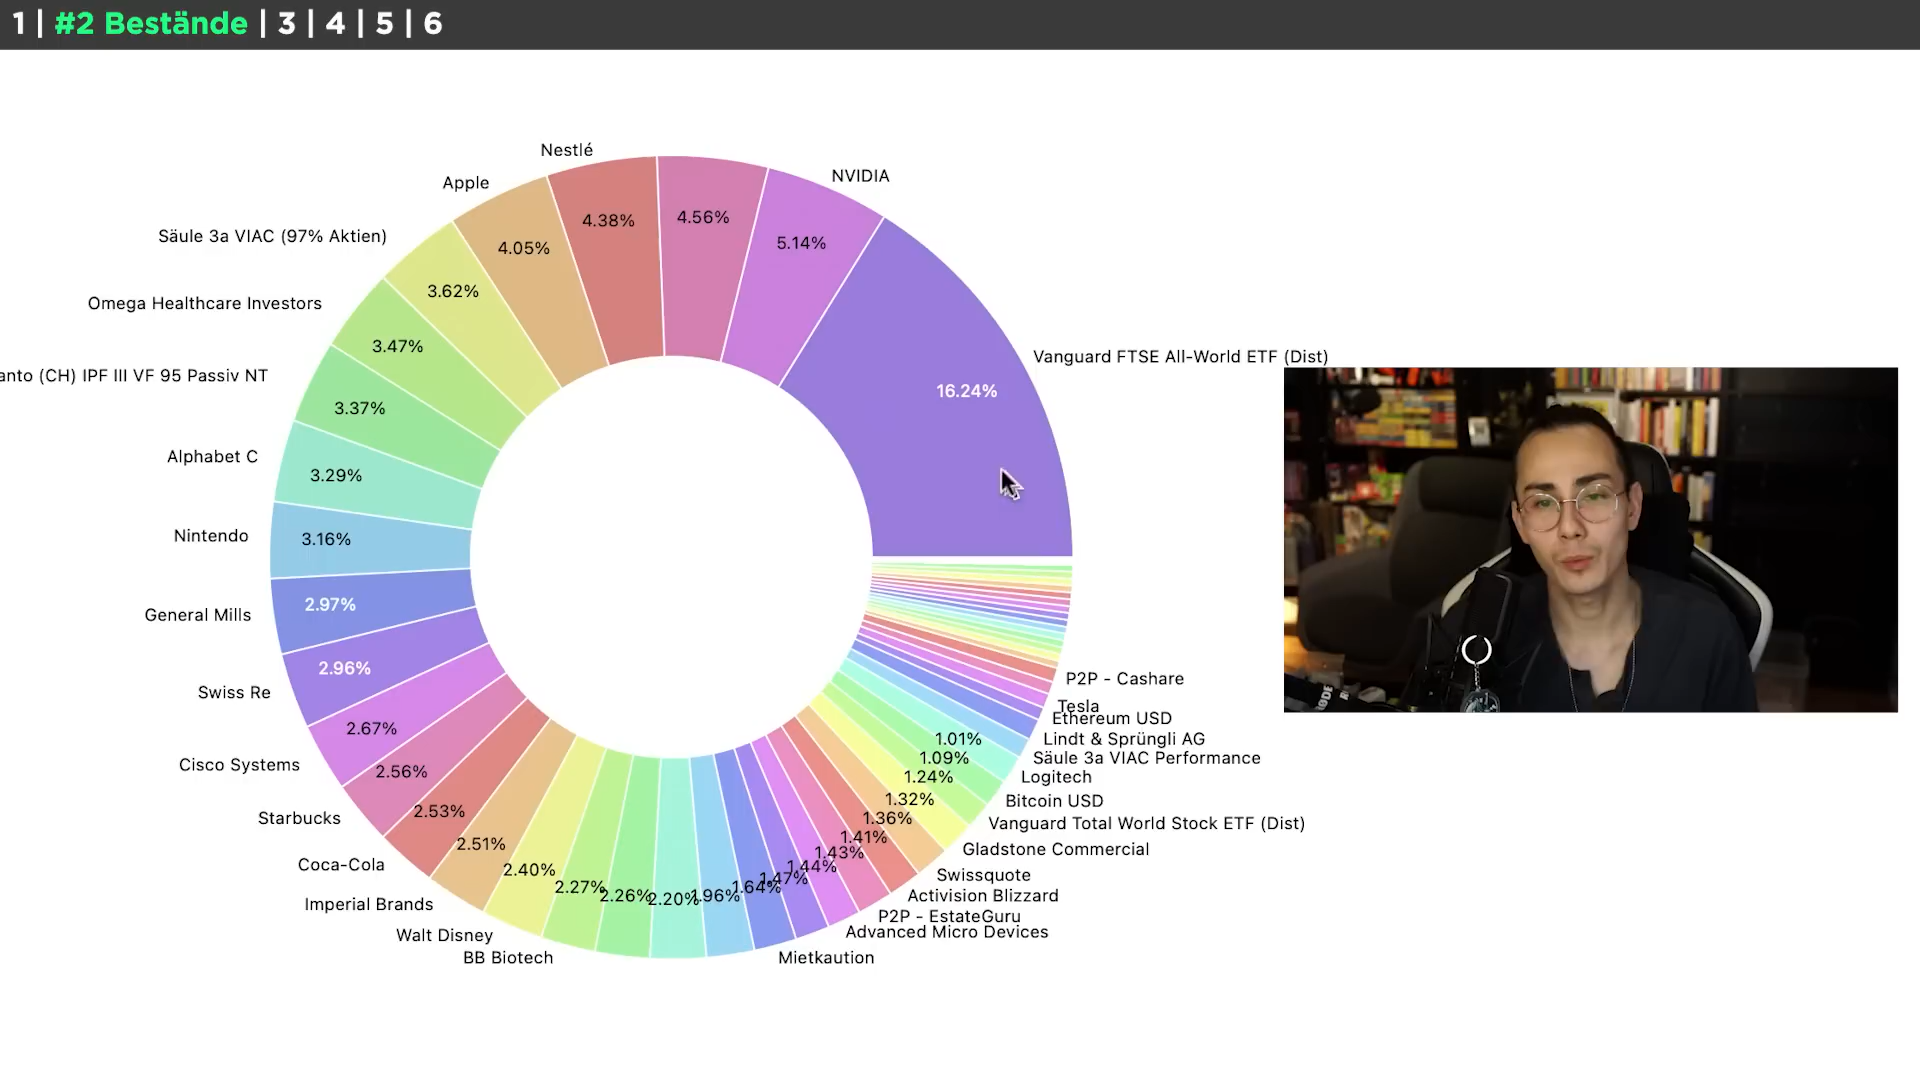 1 | #2 Bestände | 3 | 4 | 5 | 6
Nestlé
NVIDIA
Apple
4.38%
4.56%
5.14%
Säule 3a VIAC (97% Aktien)
4.05%
3.62%
Omega Healthcare Investors
3.47%
Vanguard FTSE All-World ETF (Dist)
anto (CH) IPF III VF 95 Passiv NT
16.24%
3.37%
Alphabet C
3.29%
Nintendo
3.16%
General Mills
2.97%
Swiss Re
2.96%
P2P - Cashare
Tesla
Ethereum USD
2.67%
1.01%
Lindt & Sprüngli AG
Cisco Systems
1.09%
Säule 3a VIAC Performance
2.56%
1.24%
Logitech
1.32%
Bitcoin USD
Starbucks
2.53%
1.36%
Vanguard Total World Stock ETF (Dist)
2.51%
1.41%
Gladstone Commercial
1.43%
Coca-Cola
2.40%
1.44%
Swissquote
2.27%
2.26%
2.20%
1.96%
1.64%
1.47%
Activision Blizzard
Imperial Brands
P2P - EstateGuru
Walt Disney
Advanced Micro Devices
BB Biotech
Mietkaution
RODE